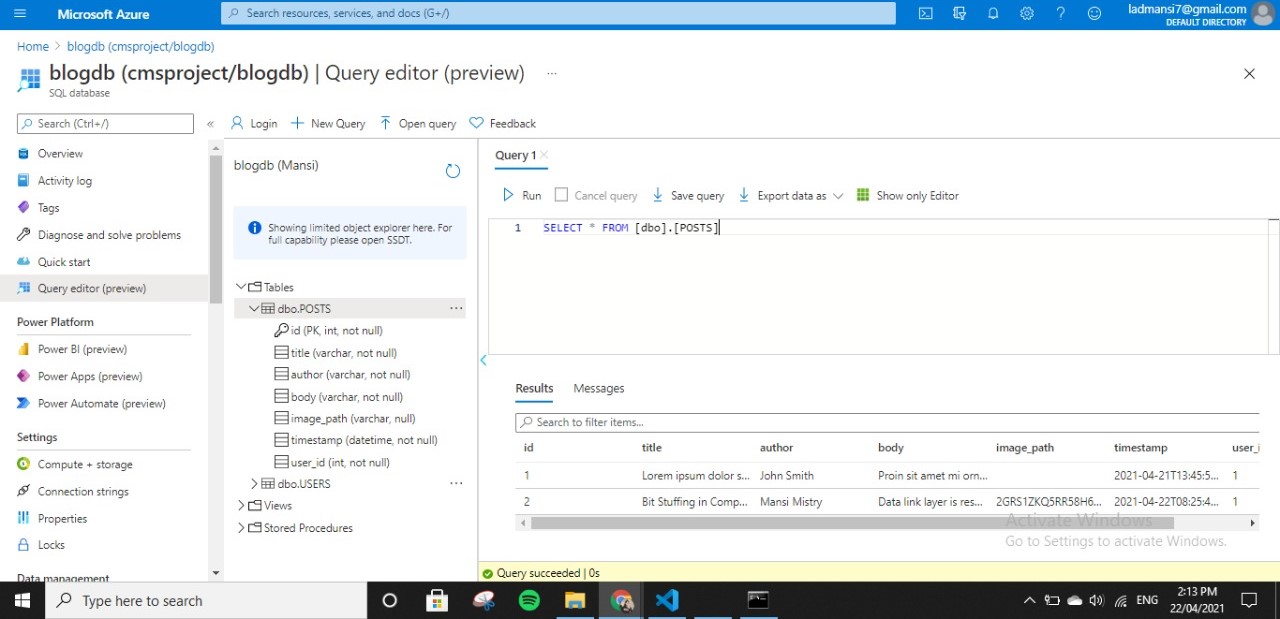 Microsoft Azure
Search resources, services, and docs (G+/)
ladmansi7@gmail.com
DEFAULT DIRECTORY
Home > blogdb (cmsproject/blogdb)
blogdb (cmsproject/blogdb) | Query editor (preview) ...
SQL database
Search (Ctrl+/)
«
Overview
Activity log
Tags
Diagnose and solve problems
Quick start
Query editor (preview)
Power Platform
Power BI (preview)
Power Apps (preview)
Power Automate (preview)
Settings
Compute + storage
Connection strings
Properties
Locks
Data management
Login
New Query
Open query
Feedback
blogdb (Mansi)
Showing limited object explorer here. For
full capability please open SSDT.
Tables
dbo.POSTS ...
id (PK, int, not null)
title (varchar, not null)
author (varchar, not null)
body (varchar, not null)
image_path (varchar, null)
timestamp (datetime, not null)
user_id (int, not null)
dbo.USERS ...
Views
Stored Procedures
Query 1
Run
Cancel query
Save query
Export data as
Show only Editor
1 SELECT * FROM [dbo].[POSTS]
Results Messages
Search to filter items...
id title author body image_path timestamp user_i
1 Lorem ipsum dolor s... John Smith Proin sit amet mi orn... 2021-04-21T13:45:5... 1
2 Bit Stuffing in Comp... Mansi Mistry Data link layer is res... 2GRS1ZKQ5RR58H6... 2021-04-22T08:25:4... 1
Activate Windows
Go to Settings to activate Windows.
Query succeeded | 0s
Type here to search
ENG
2:13 PM
22/04/2021